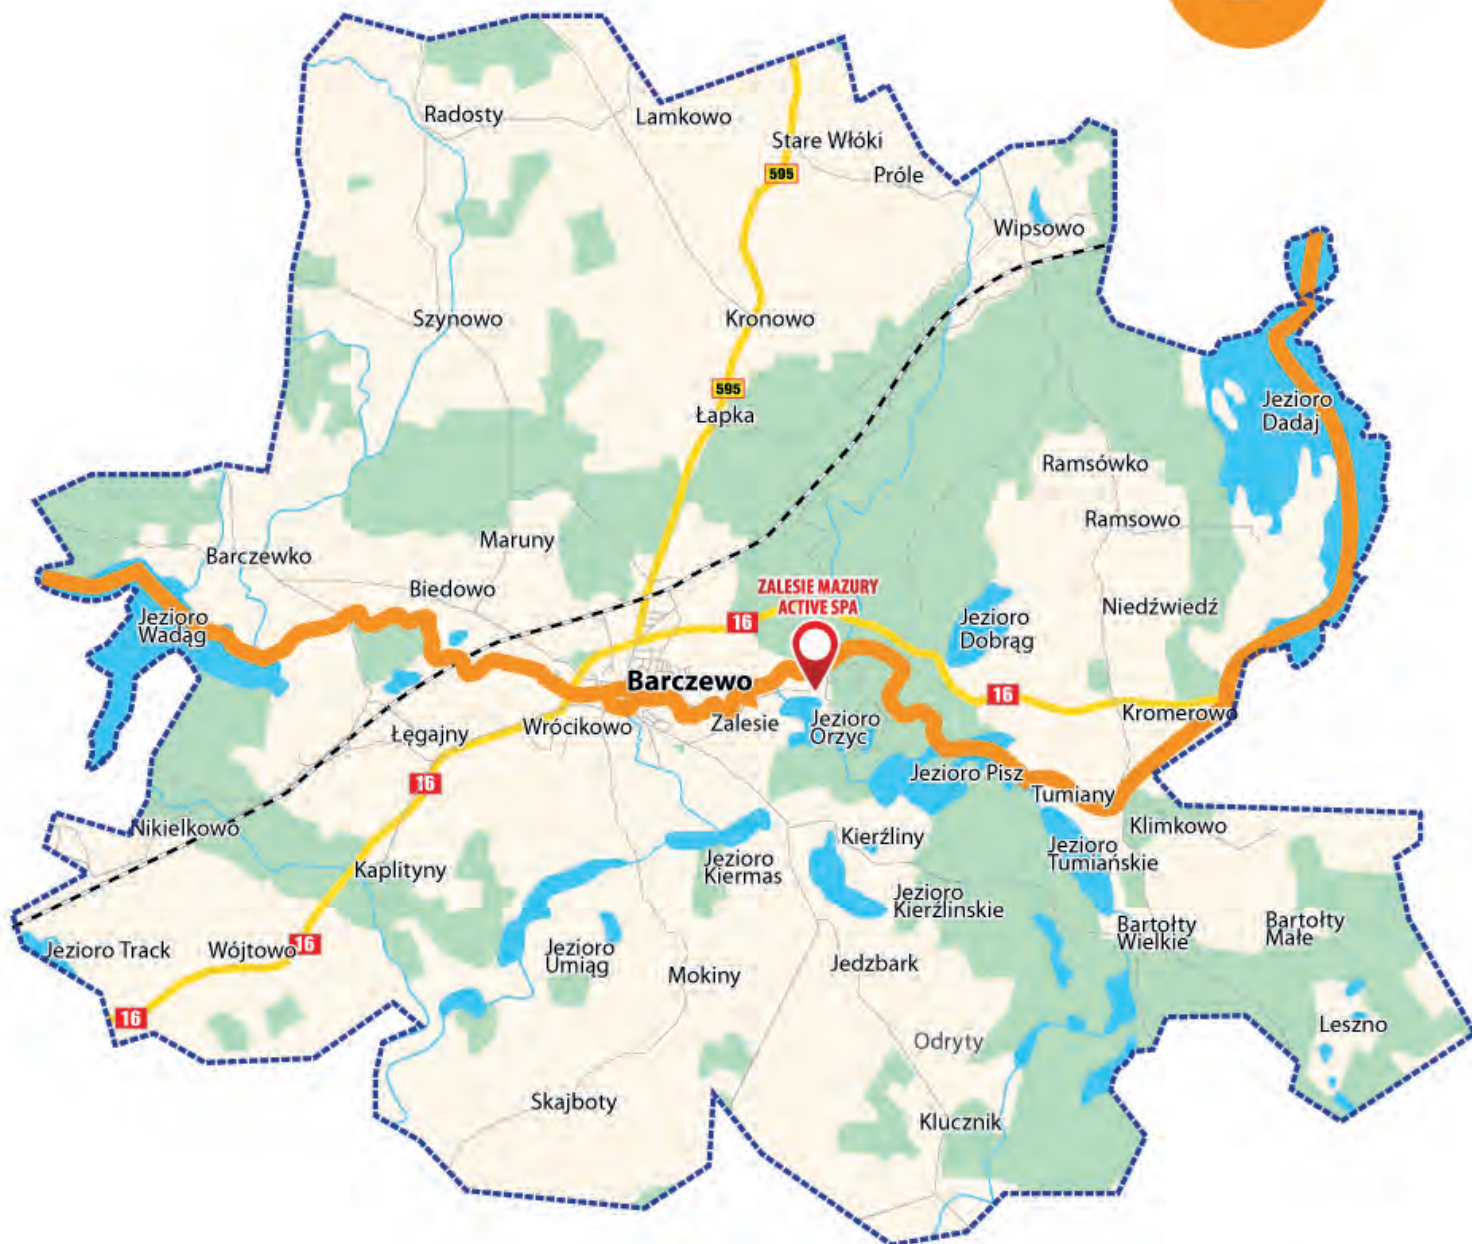 Radosty
Lamkowo
Stare Włóki
595
Próle
Wipsowo
Szynowo
Kronowo
595
Łapka
Jezioro
Dadaj
Ramsówko
Ramsowo
Maruny
Barczewko
Biedowo
ZALESIE MAZURY
ACTIVE SPA
Jezioro
Wadąg
16
Jezioro
Dobrąg
Niedźwiedź
Barczewo
16
Kromerowo
Łęgajny
Wrócikowo
Zalesie
Jezioro
Orzyc
16
Jezioro Pisz
Tumiany
Nikielkowo
Klimkowo
Kierźliny
Jezioro
Tumiańskie
Kaplityny
Jezioro
Kiermas
Jezioro
Kierźlinskie
Jezioro Track
Wójtowo
16
Jezioro
Umiąg
Mokiny
Jedzbark
Bartołty
Wielkie
Bartołty
Małe
16
Leszno
Odryty
Skajboty
Klucznik